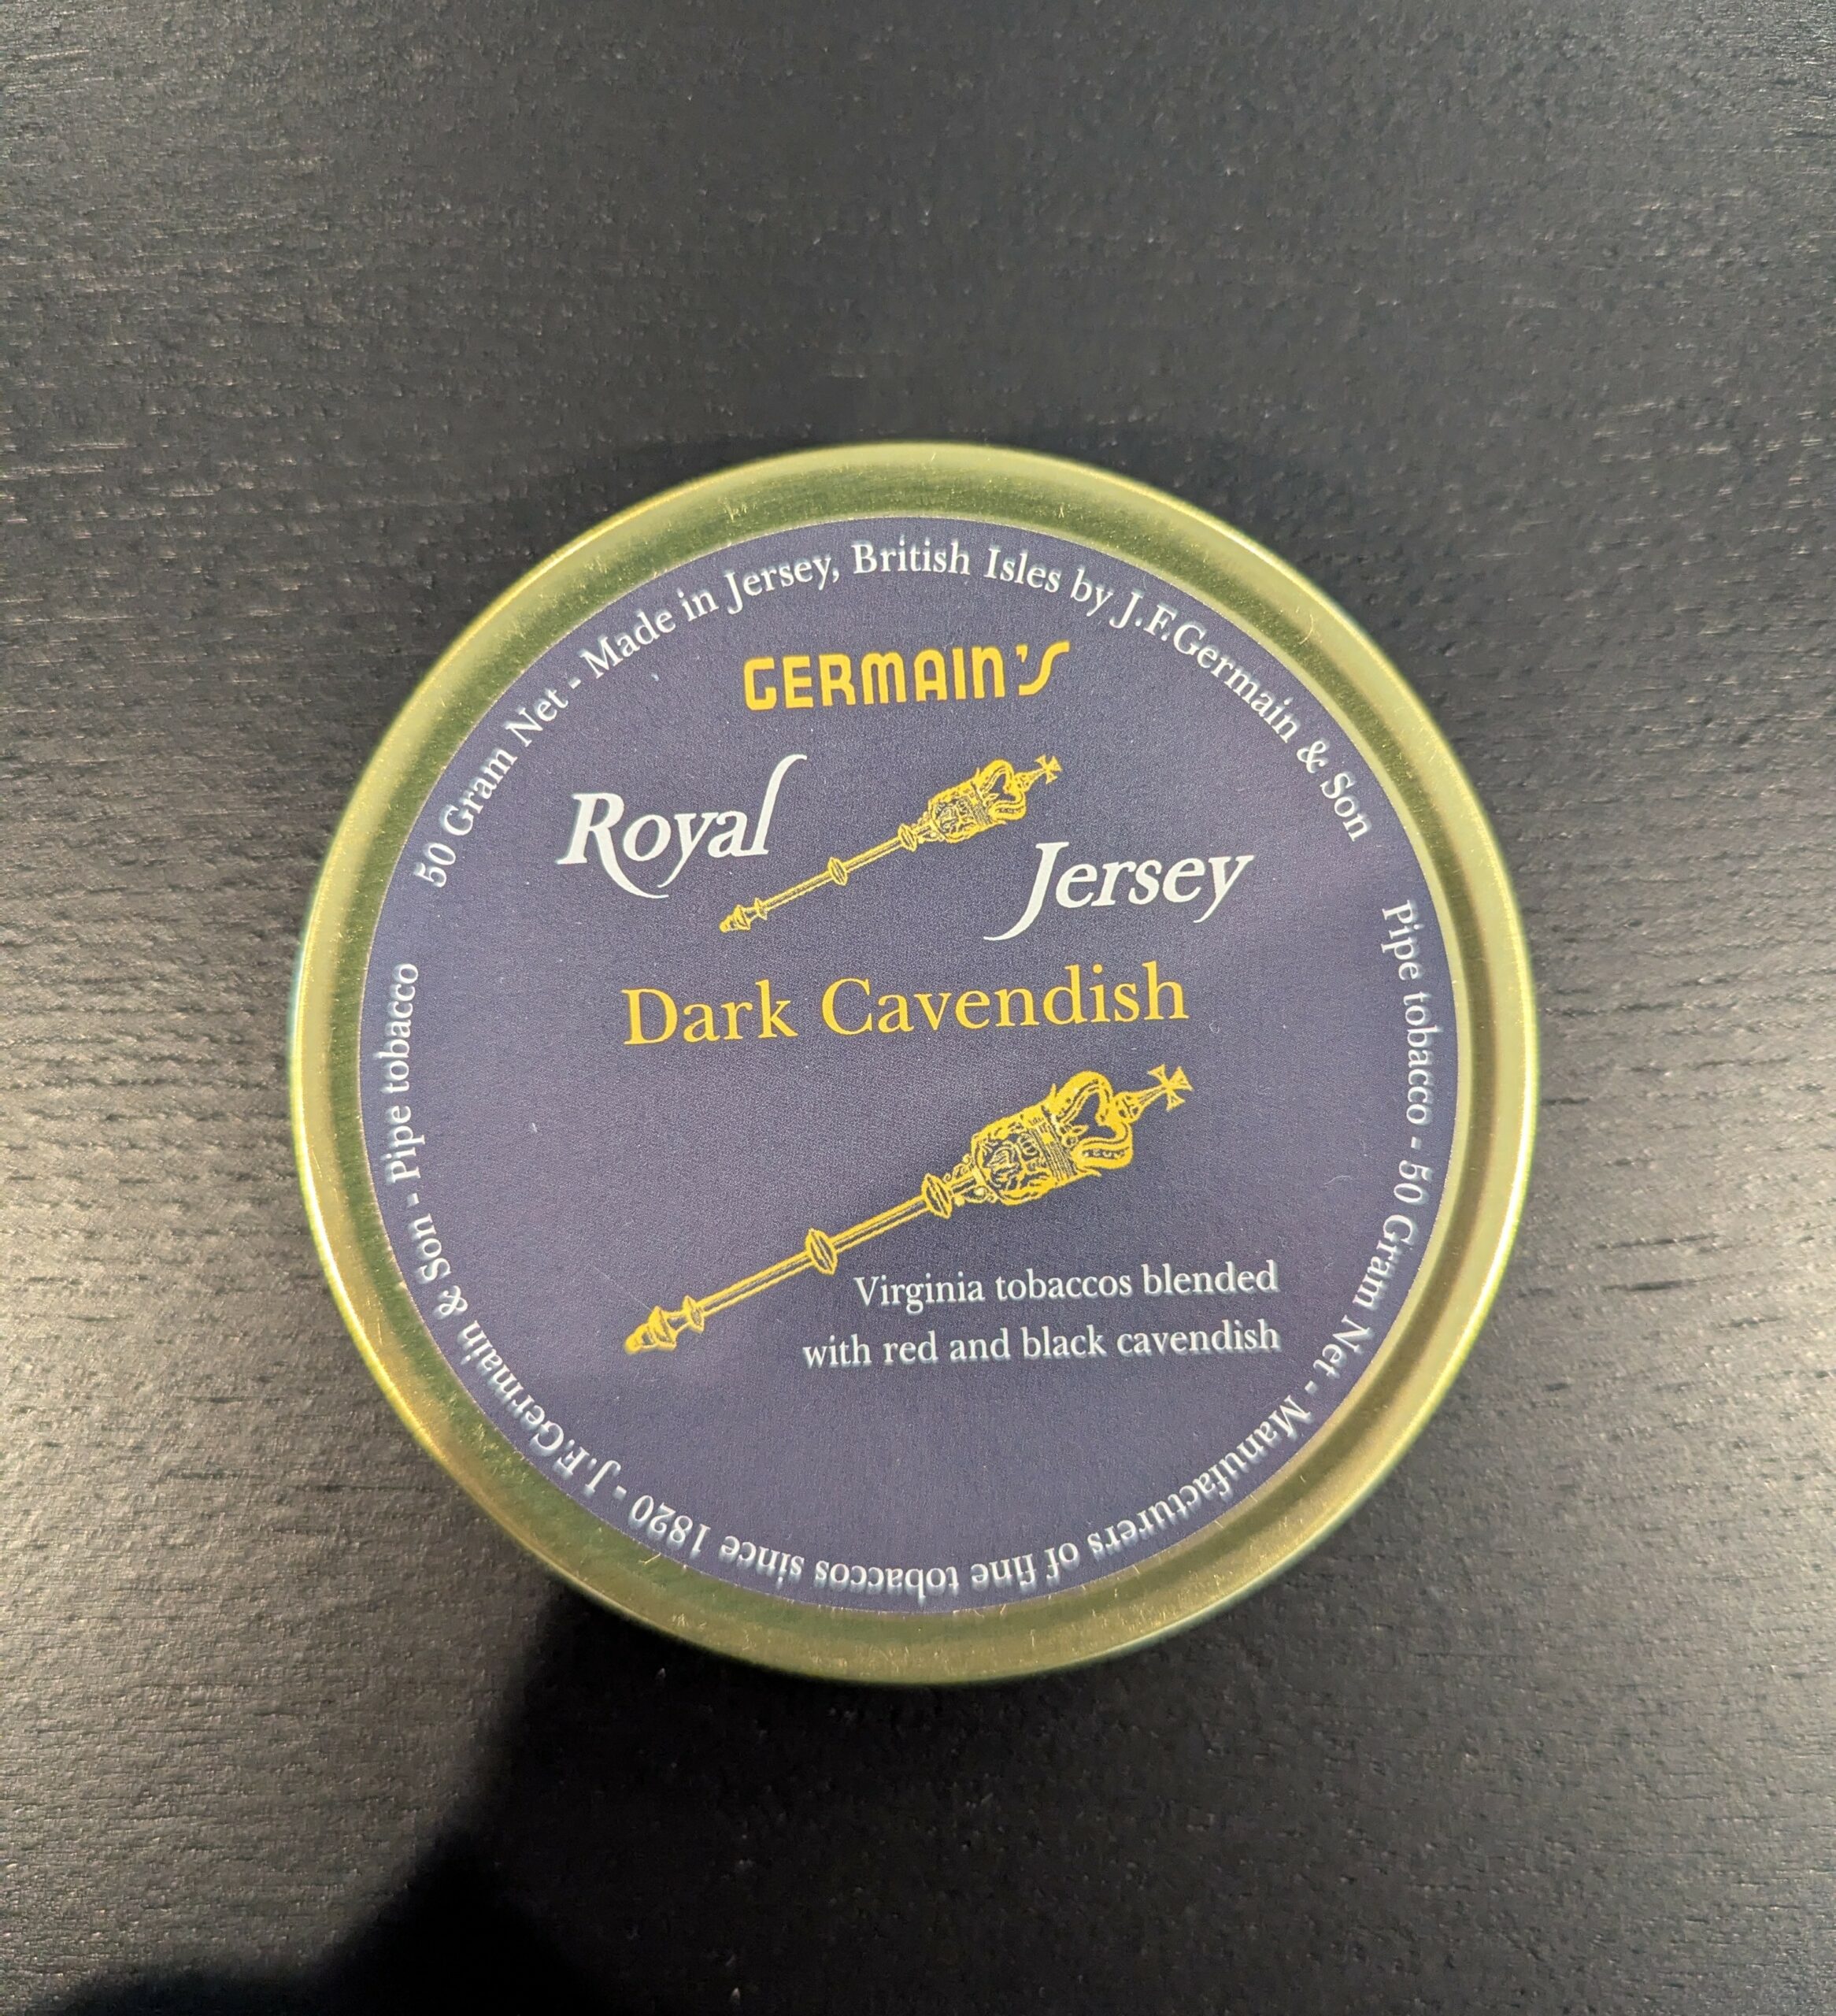 50 Gram Net - Made in Jersey, British Isles by J.F.Germain & Son
GERMAIN'S
Royal Jersey
Dark Cavendish
Virginia tobaccos blended
with red and black cavendish
Pipe tobacco - 50 Gram Net - Manufacturers of fine tobaccos since 1820 - J.F.Germain & Son - Pipe tobacco